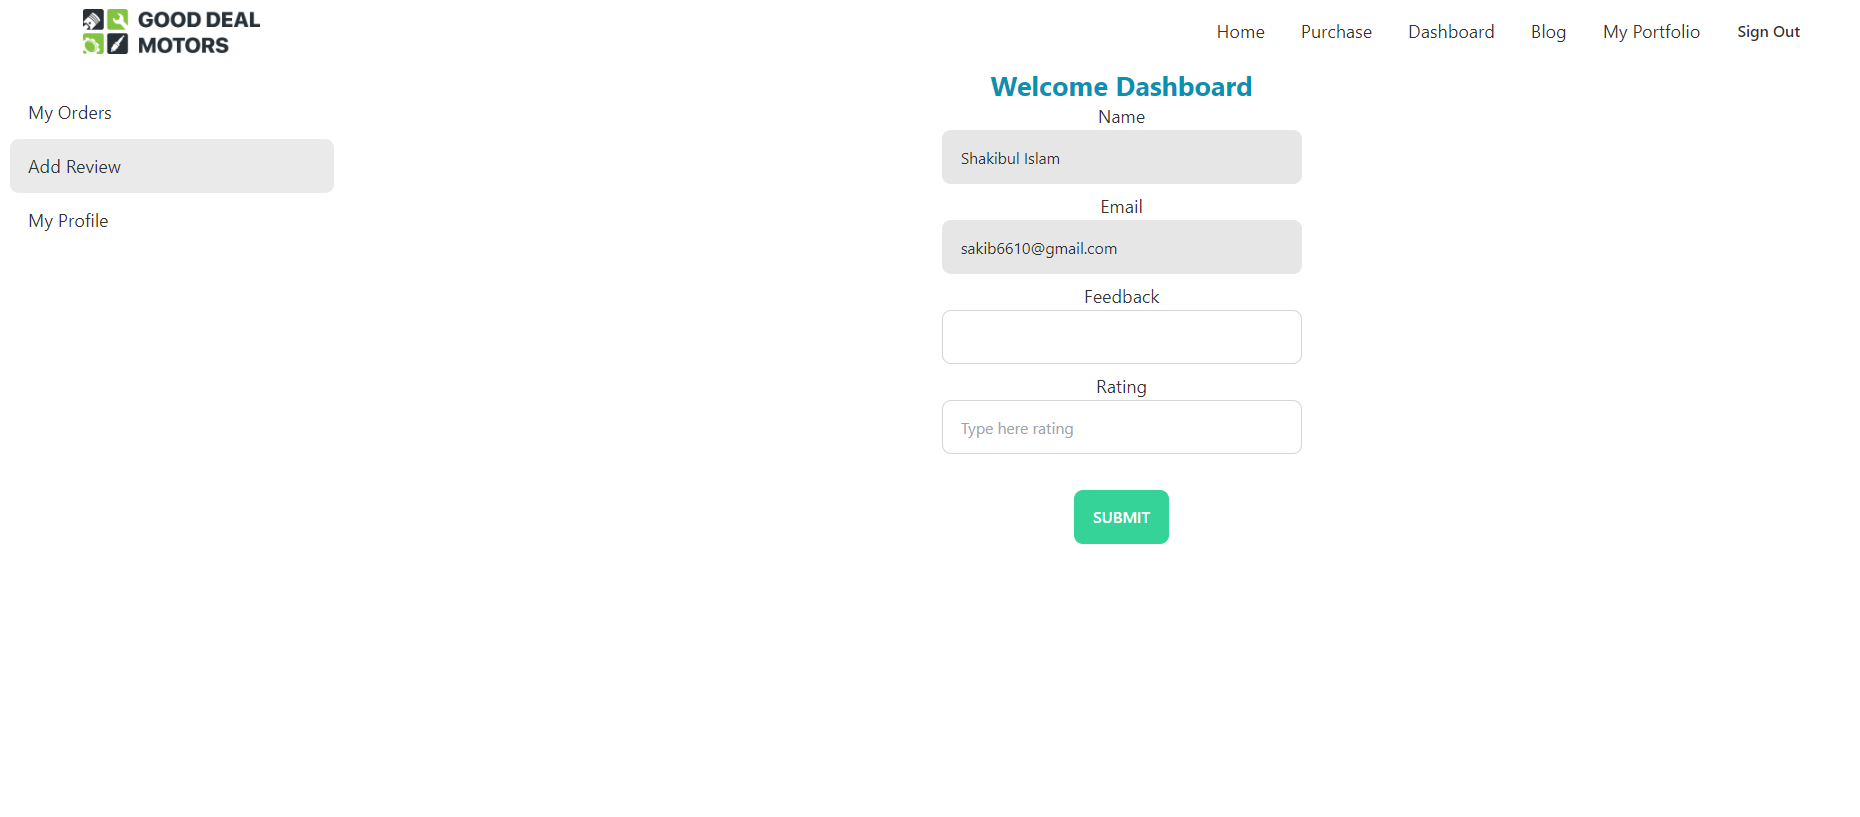 GOOD DEAL
MOTORS
Home Purchase Dashboard Blog My Portfolio Sign Out
My Orders
Add Review
My Profile
Welcome Dashboard
Name
Shakibul Islam
Email
sakib6610@gmail.com
Feedback
Rating
Type here rating
SUBMIT